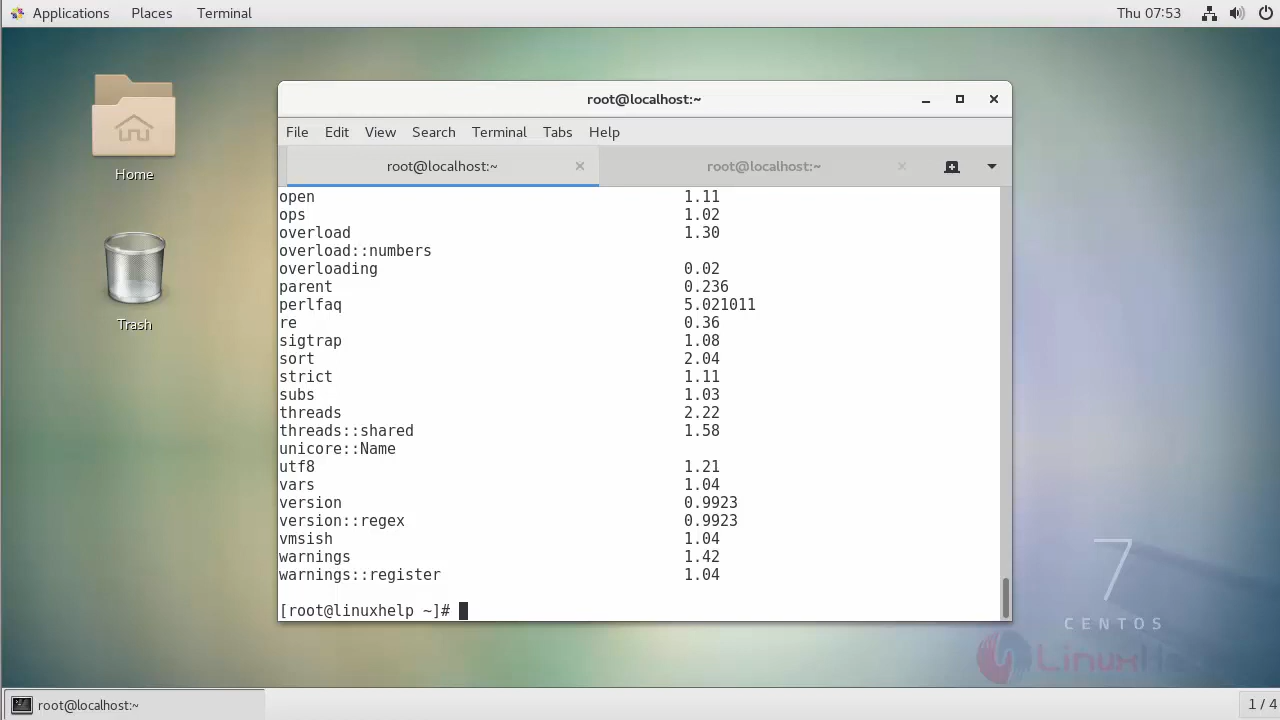 Applications Places Terminal Thu 07:53
Home
Trash
root@localhost:~
File Edit View Search Terminal Tabs Help
root@localhost:~ root@localhost:~
open 1.11
ops 1.02
overload 1.30
overload::numbers
overloading 0.02
parent 0.236
perlfaq 5.021011
re 0.36
sigtrap 1.08
sort 2.04
strict 1.11
subs 1.03
threads 2.22
threads::shared 1.58
unicore::Name
utf8 1.21
vars 1.04
version 0.9923
version::regex 0.9923
vmsish 1.04
warnings 1.42
warnings::register 1.04
[root@linuxhelp ~]#
7
CENTOS
root@localhost:~ 1 / 4